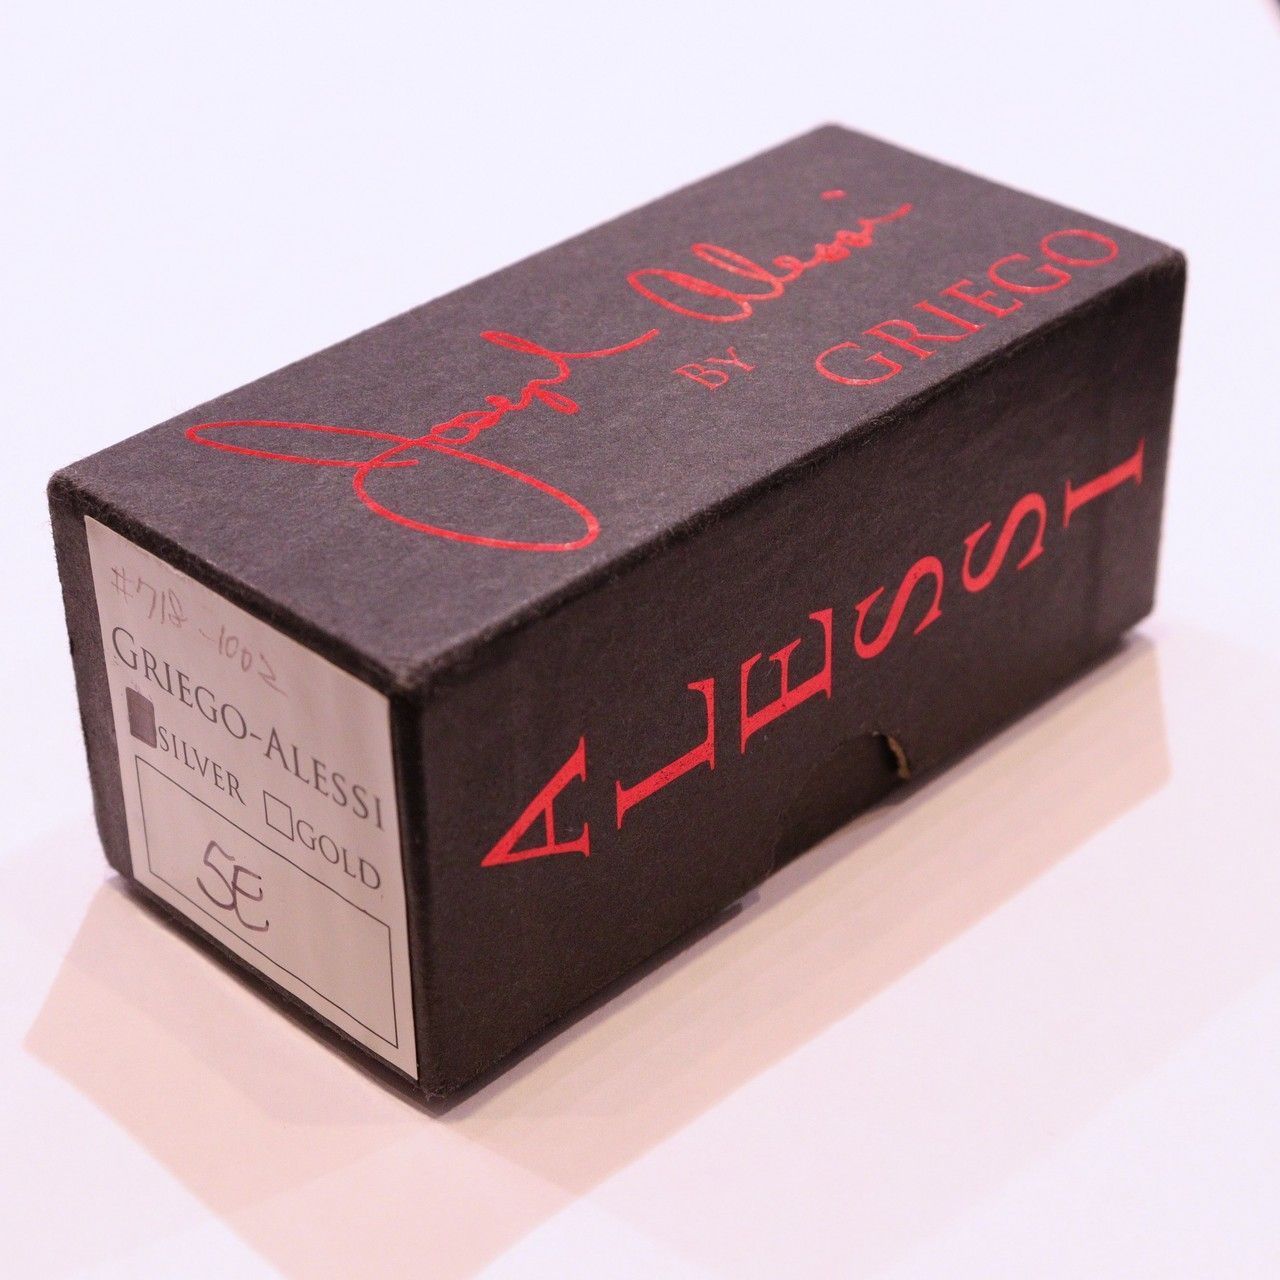 Joseph Alessi
BY GRIEGO
ALESSI
#718-1002
GRIEGO-ALESSI
SILVER GOLD
5E